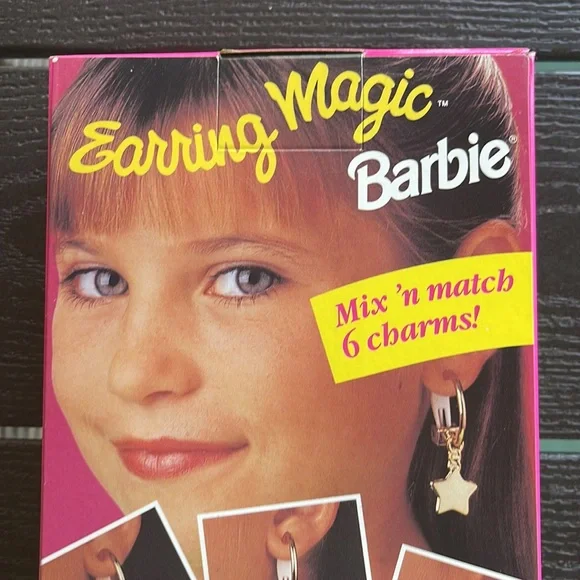 Earring Magic™
Barbie®
Mix 'n match
6 charms!